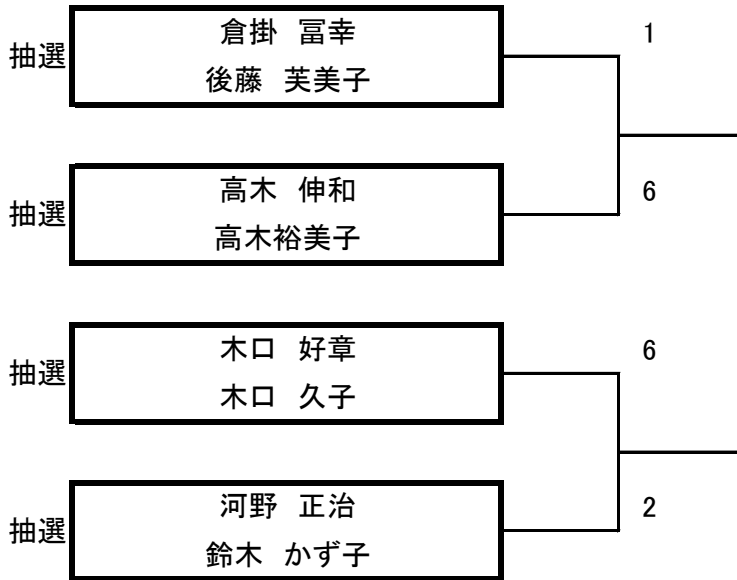 抽選
倉掛 冨幸
後藤 芙美子
1
抽選
高木 伸和
高木裕美子
6
抽選
木口 好章
木口 久子
6
抽選
河野 正治
鈴木 かず子
2